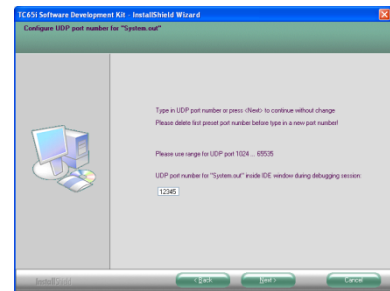 TC65i Software Development Kit - InstallShield Wizard
Configure UDP port number for "System.out"
Type in UDP port number or press <Next> to continue without change
Please delete first preset port number before type in a new port number!
Please use range for UDP port 1024 ... 65535
UDP port number for "System.out" inside IDE window during debugging session:
12345
InstallShield
< Back
Next >
Cancel